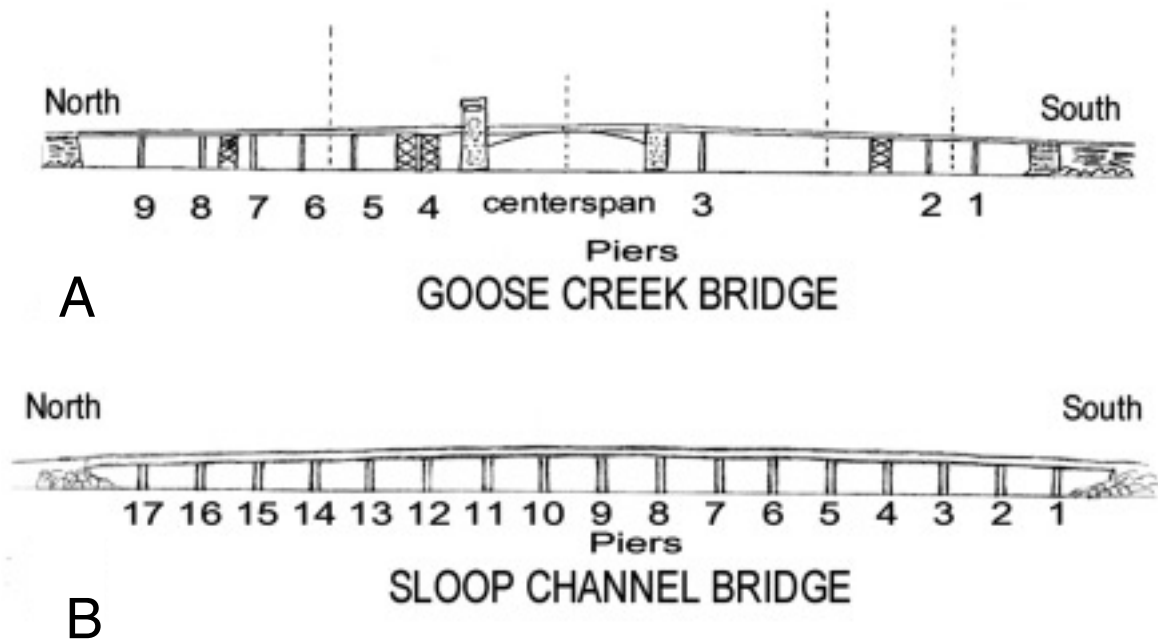 North
South
9 8 7 6 5 4 centerspan 3 2 1
Piers
A
GOOSE CREEK BRIDGE
North
South
17 16 15 14 13 12 11 10 9 8 7 6 5 4 3 2 1
Piers
SLOOP CHANNEL BRIDGE
B